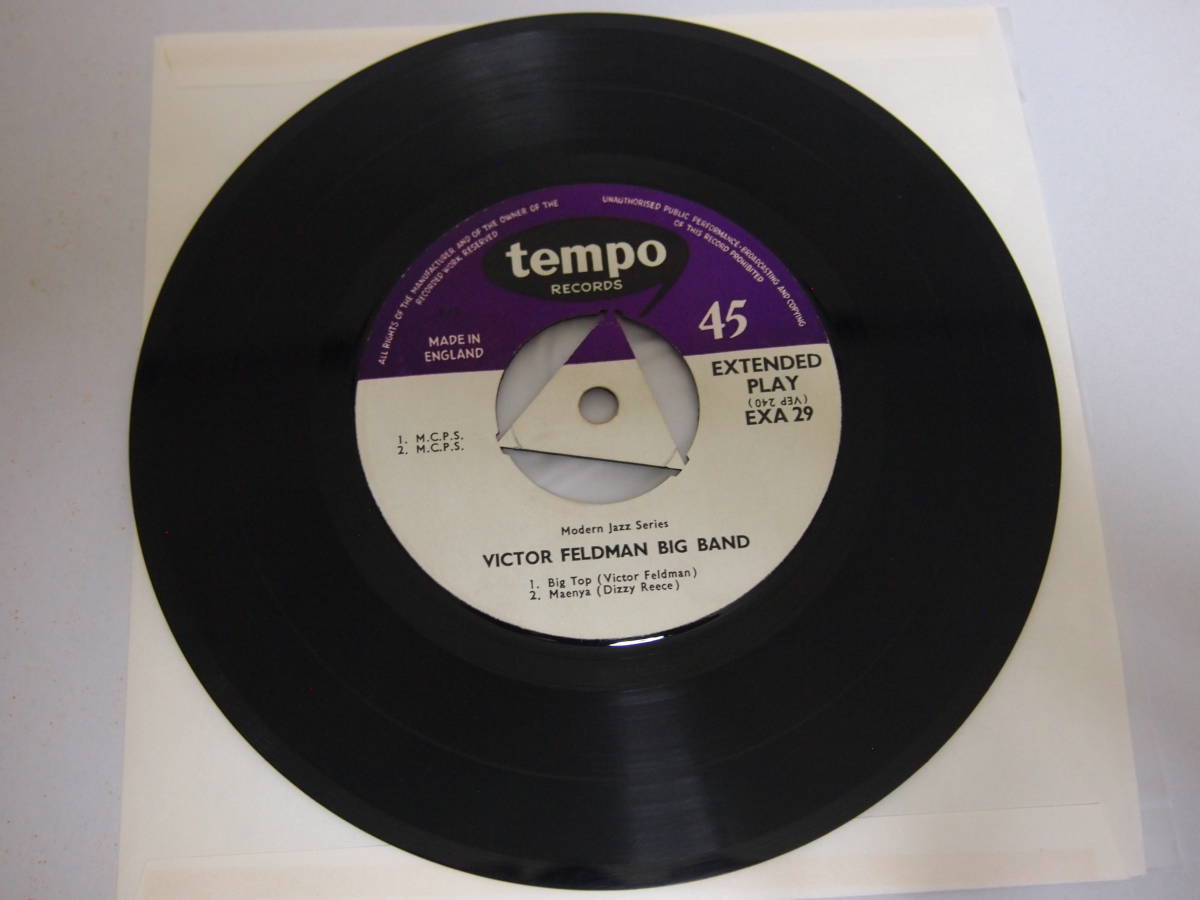 ALL RIGHTS OF THE MANUFACTURER AND OF THE OWNER OF THE
RECORDED WORK RESERVED
UNAUTHORISED PUBLIC PERFORMANCE · BROADCASTING AND COPYING
OF THIS RECORD PROHIBITED
tempo
RECORDS
MADE IN
ENGLAND
45
EXTENDED
PLAY
(VEP 240)
EXA 29
1. M.C.P.S.
2. M.C.P.S.
Modern Jazz Series
VICTOR FELDMAN BIG BAND
1. Big Top (Victor Feldman)
2. Maenya (Dizzy Reece)